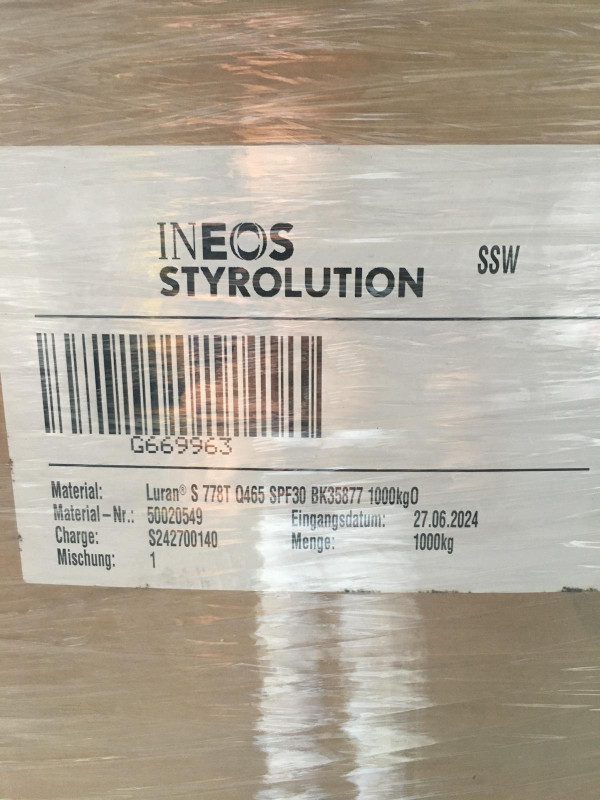 INEOS
STYROLUTION
SSW
G669963
Material: Luran® S 778T Q465 SPF30 BK35877 1000kgO
Material-Nr.: 50020549 Eingangsdatum: 27.06.2024
Charge: S242700140 Menge: 1000kg
Mischung: 1